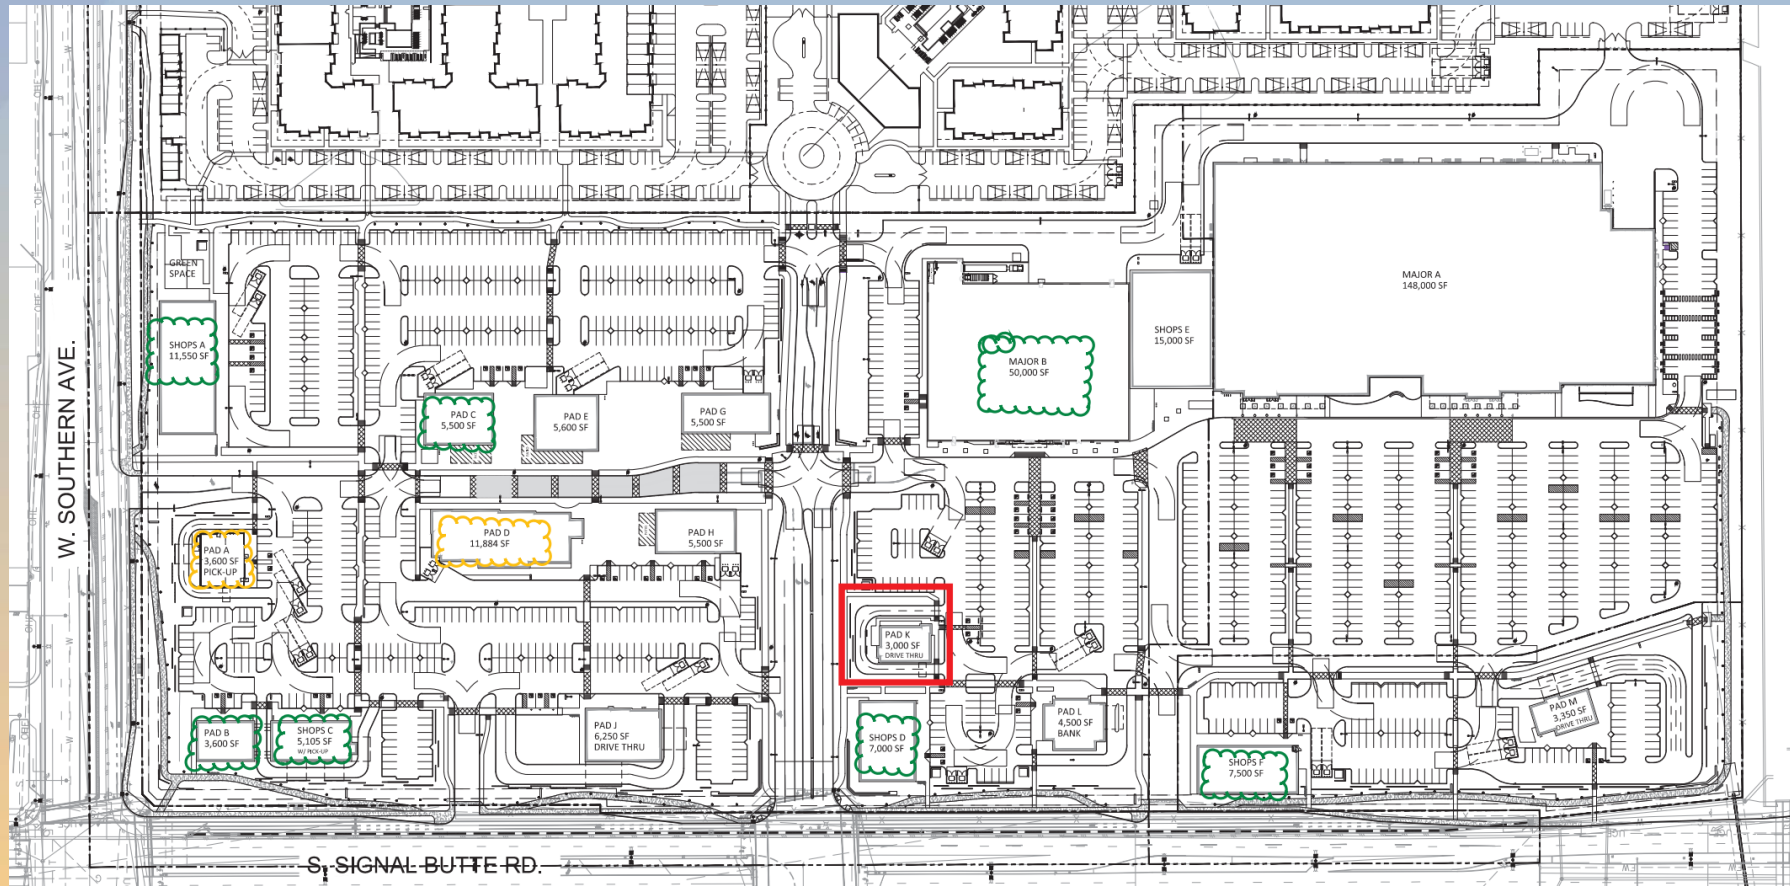 GREEN
SPACE
SHOPS A
11,550 SF
MAJOR A
148,000 SF
SHOPS E
15,000 SF
MAJOR B
50,000 SF
PAD C
5,500 SF
PAD E
5,600 SF
PAD G
5,500 SF
W. SOUTHERN AVE.
PAD A
3,600 SF
PICK-UP
PAD D
11,884 SF
PAD H
5,500 SF
PAD K
3,000 SF
DRIVE THRU
PAD B
3,600 SF
SHOPS C
5,105 SF
W/ PICK-UP
PAD J
6,250 SF
DRIVE THRU
SHOPS D
7,000 SF
PAD L
4,500 SF
BANK
PAD M
3,350 SF
DRIVE THRU
SHOPS F
7,500 SF
S. SIGNAL BUTTE RD.